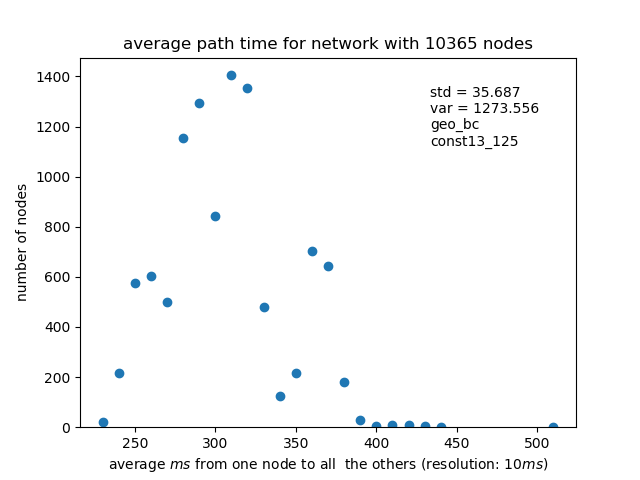 average path time for network with 10365 nodes
std = 35.687
var = 1273.556
geo_bc
const13_125
number of nodes
1400
1200
1000
800
600
400
200
0
250 300 350 400 450 500
average ms from one node to all  the others (resolution: 10ms)